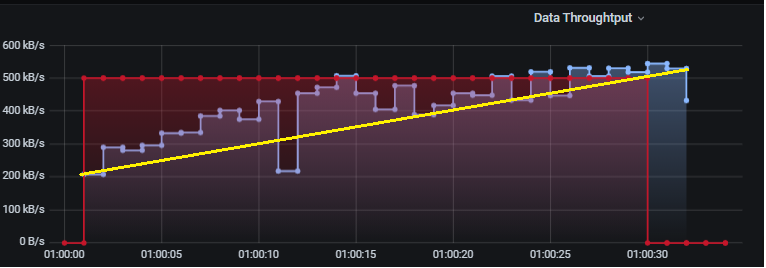 Data Throughtput
600 kB/s
500 kB/s
400 kB/s
300 kB/s
200 kB/s
100 kB/s
0 B/s
01:00:00 01:00:05 01:00:10 01:00:15 01:00:20 01:00:25 01:00:30